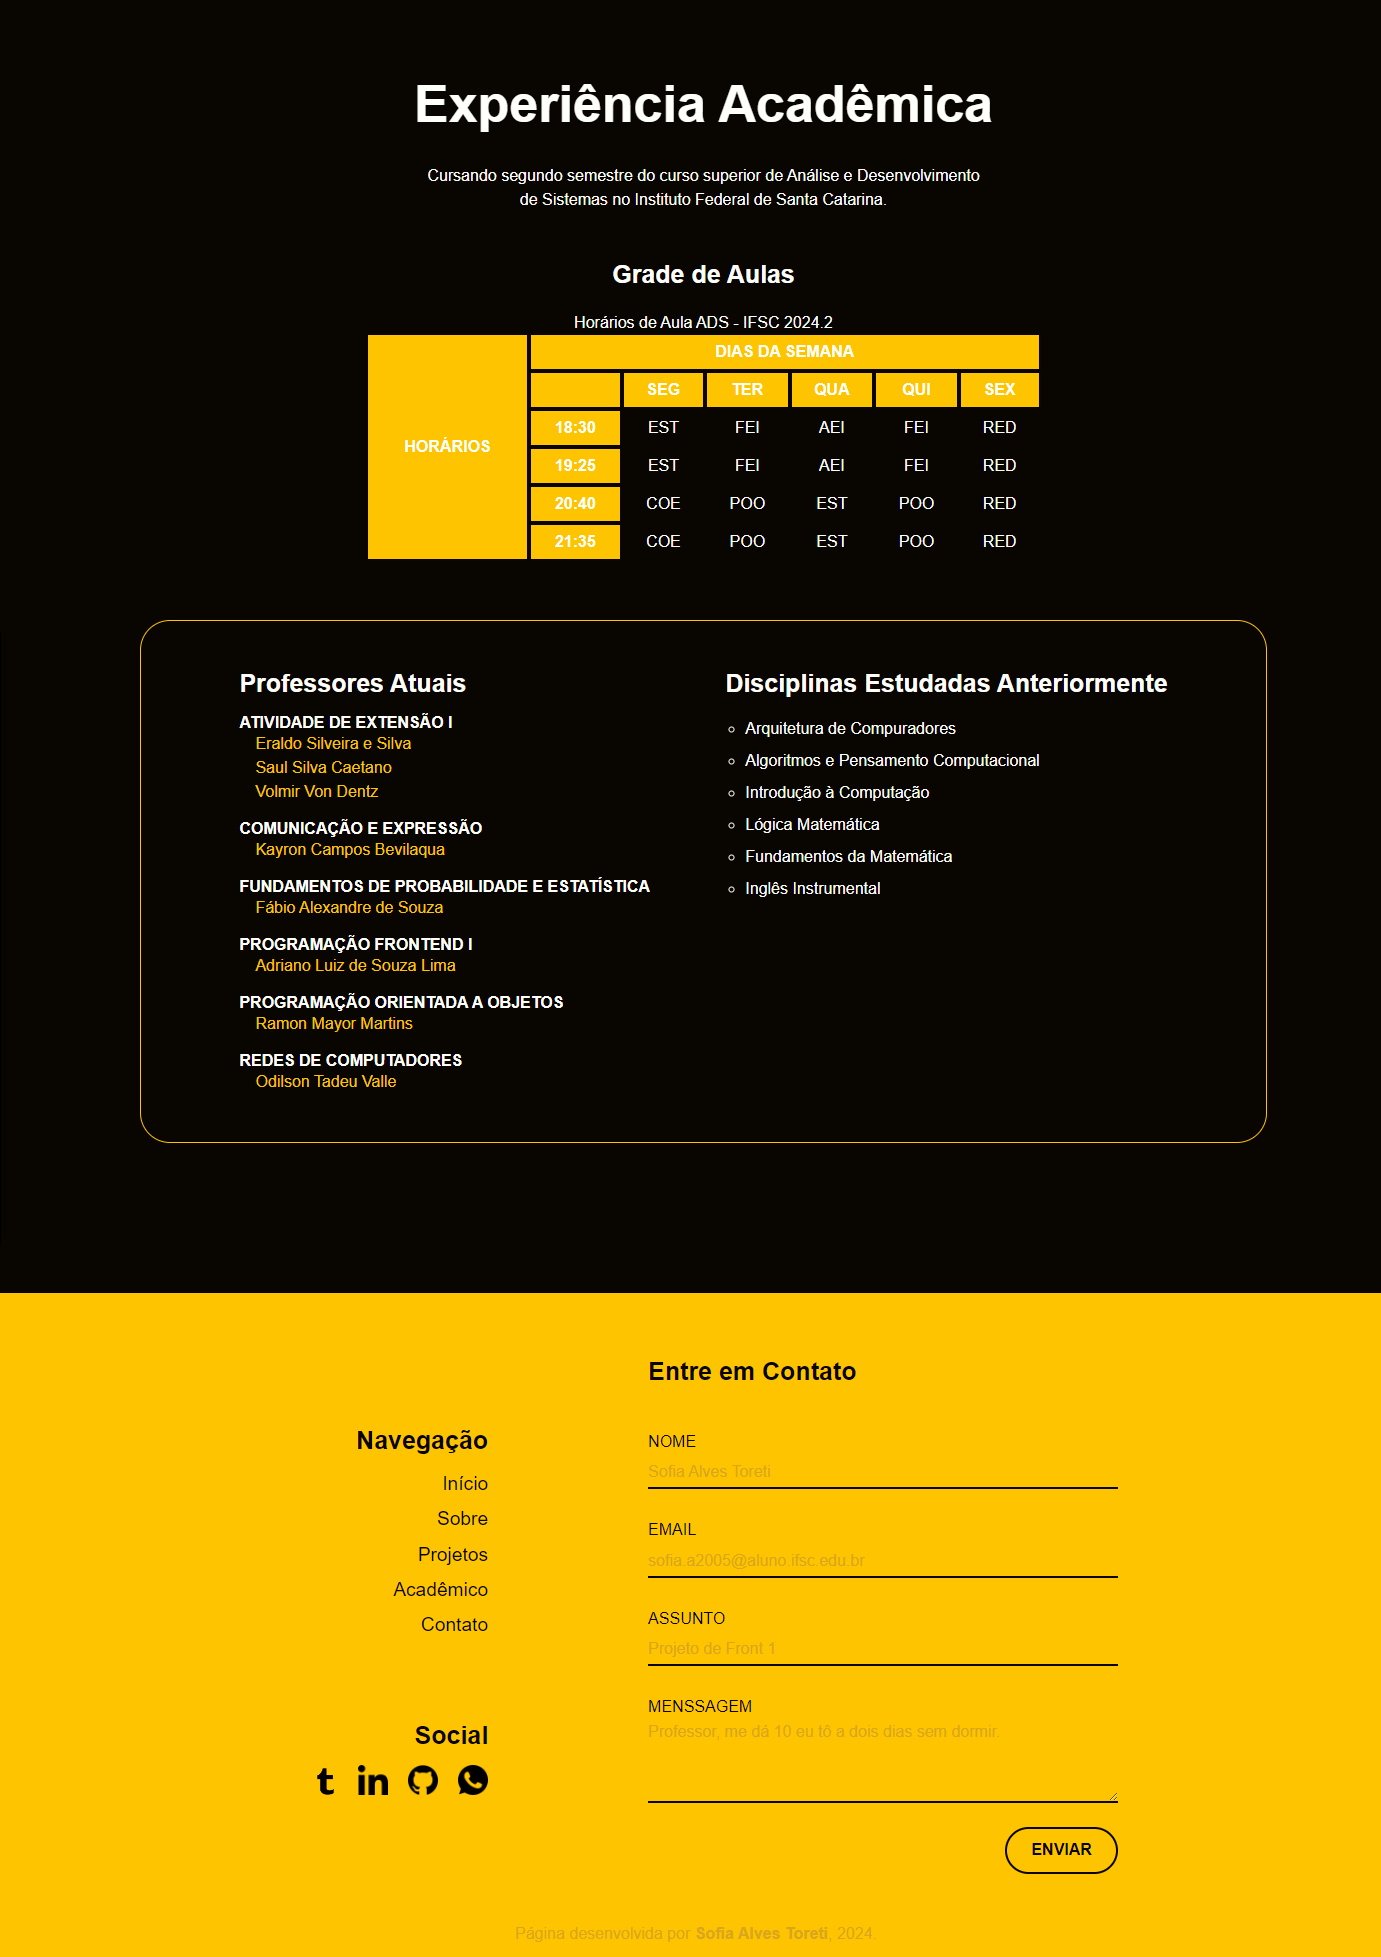 Experiência Acadêmica
Cursando segundo semestre do curso superior de Análise e Desenvolvimento
de Sistemas no Instituto Federal de Santa Catarina.
Grade de Aulas
Horários de Aula ADS - IFSC 2024.2
HORÁRIOS
DIAS DA SEMANA
SEG TER QUA QUI SEX
18:30 EST FEI AEI FEI RED
19:25 EST FEI AEI FEI RED
20:40 COE POO EST POO RED
21:35 COE POO EST POO RED
Professores Atuais
ATIVIDADE DE EXTENSÃO I
Eraldo Silveira e Silva
Saul Silva Caetano
Volmir Von Dentz
COMUNICAÇÃO E EXPRESSÃO
Kayron Campos Bevilaqua
FUNDAMENTOS DE PROBABILIDADE E ESTATÍSTICA
Fábio Alexandre de Souza
PROGRAMAÇÃO FRONTEND I
Adriano Luiz de Souza Lima
PROGRAMAÇÃO ORIENTADA A OBJETOS
Ramon Mayor Martins
REDES DE COMPUTADORES
Odilson Tadeu Valle
Disciplinas Estudadas Anteriormente
Arquitetura de Compuradores
Algoritmos e Pensamento Computacional
Introdução à Computação
Lógica Matemática
Fundamentos da Matemática
Inglês Instrumental
Navegação
Início
Sobre
Projetos
Acadêmico
Contato
Social
Entre em Contato
NOME
Sofia Alves Toreti
EMAIL
sofia.a2005@aluno.ifsc.edu.br
ASSUNTO
Projeto de Front 1
MENSSAGEM
Professor, me dá 10 eu tô a dois dias sem dormir.
ENVIAR
Página desenvolvida por Sofia Alves Toreti, 2024.